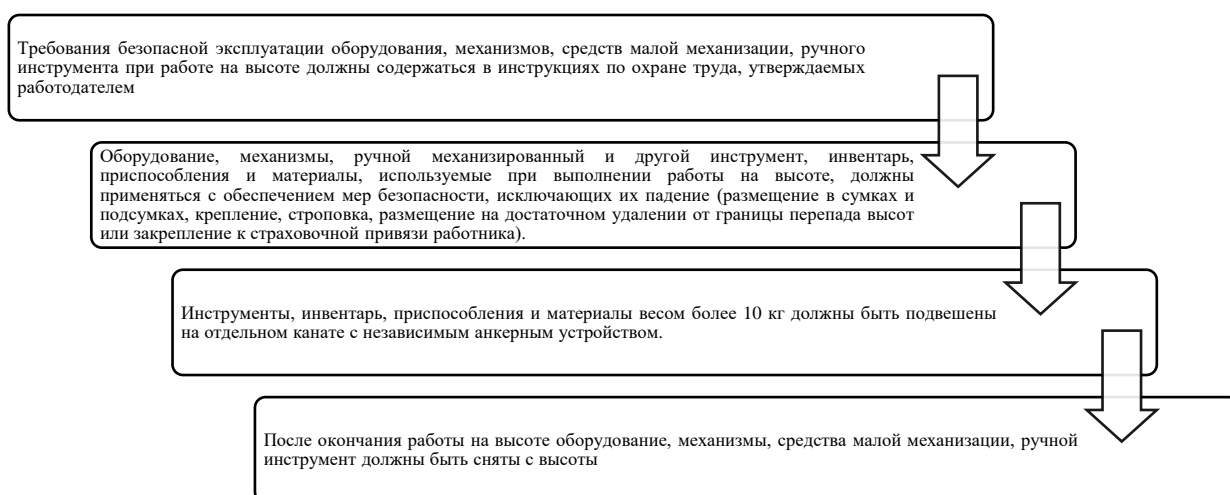 Требования безопасной эксплуатации оборудования, механизмов, средств малой механизации, ручного
инструмента при работе на высоте должны содержаться в инструкциях по охране труда, утверждаемых
работодателем
Оборудование, механизмы, ручной механизированный и другой инструмент, инвентарь,
приспособления и материалы, используемые при выполнении работы на высоте, должны
применяться с обеспечением мер безопасности, исключающих их падение (размещение в сумках и
подсумках, крепление, строповка, размещение на достаточном удалении от границы перепада высот
или закрепление к страховочной привязи работника).
Инструменты, инвентарь, приспособления и материалы весом более 10 кг должны быть подвешены
на отдельном канате с независимым анкерным устройством.
После окончания работы на высоте оборудование, механизмы, средства малой механизации, ручной
инструмент должны быть сняты с высоты